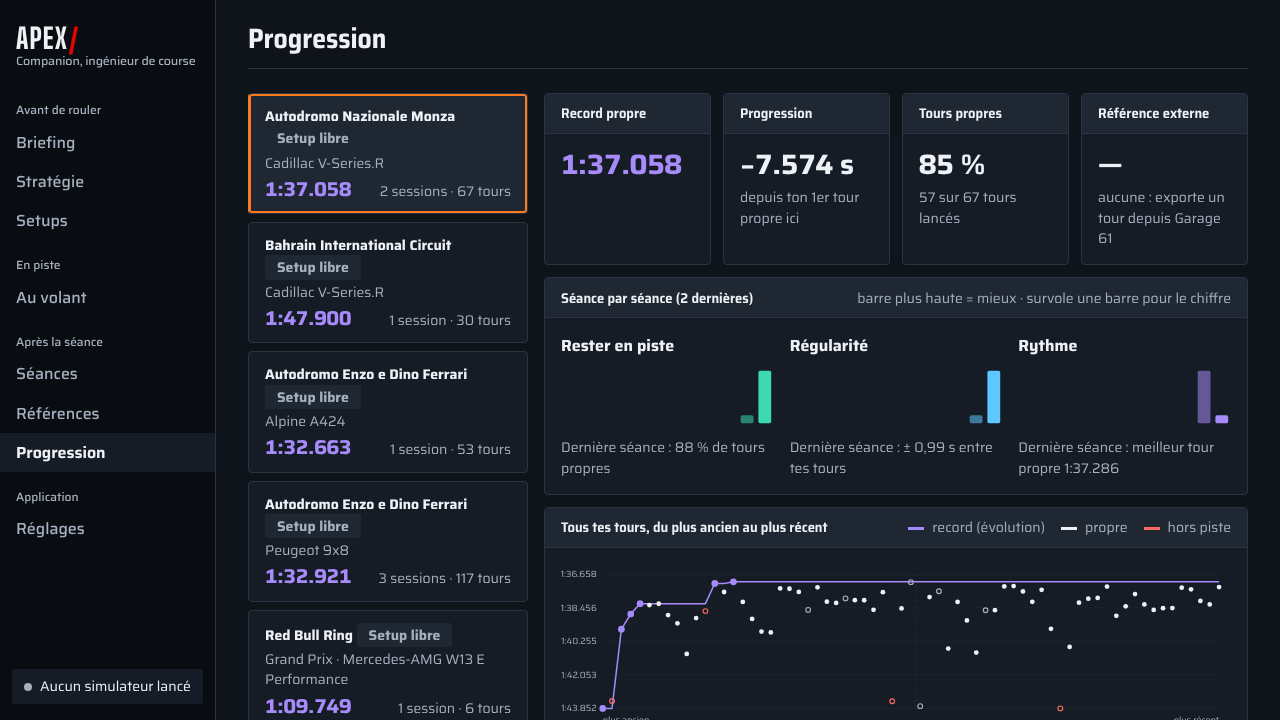 APEX/
Companion, ingénieur de course
Avant de rouler
Briefing
Stratégie
Setups
En piste
Au volant
Après la séance
Séances
Références
Progression
Application
Réglages
Aucun simulateur lancé
Progression
Autodromo Nazionale Monza
Setup libre
Cadillac V-Series.R
1:37.058 2 sessions · 67 tours
Bahrain International Circuit
Setup libre
Cadillac V-Series.R
1:47.900 1 session · 30 tours
Autodromo Enzo e Dino Ferrari
Setup libre
Alpine A424
1:32.663 1 session · 53 tours
Autodromo Enzo e Dino Ferrari
Setup libre
Peugeot 9x8
1:32.921 3 sessions · 117 tours
Red Bull Ring Setup libre
Grand Prix · Mercedes-AMG W13 E
Performance
1:09.749 1 session · 6 tours
Record propre
1:37.058
Progression
−7.574 s
depuis ton 1er tour
propre ici
Tours propres
85 %
57 sur 67 tours
lancés
Référence externe
—
aucune : exporte un
tour depuis Garage
61
Séance par séance (2 dernières) barre plus haute = mieux · survole une barre pour le chiffre
Rester en piste
Dernière séance : 88 % de tours
propres
Régularité
Dernière séance : ± 0,99 s entre
tes tours
Rythme
Dernière séance : meilleur tour
propre 1:37.286
Tous tes tours, du plus ancien au plus récent record (évolution) propre hors piste
1:36.658
1:38.456
1:40.255
1:42.053
1:43.852
plus ancien plus récent